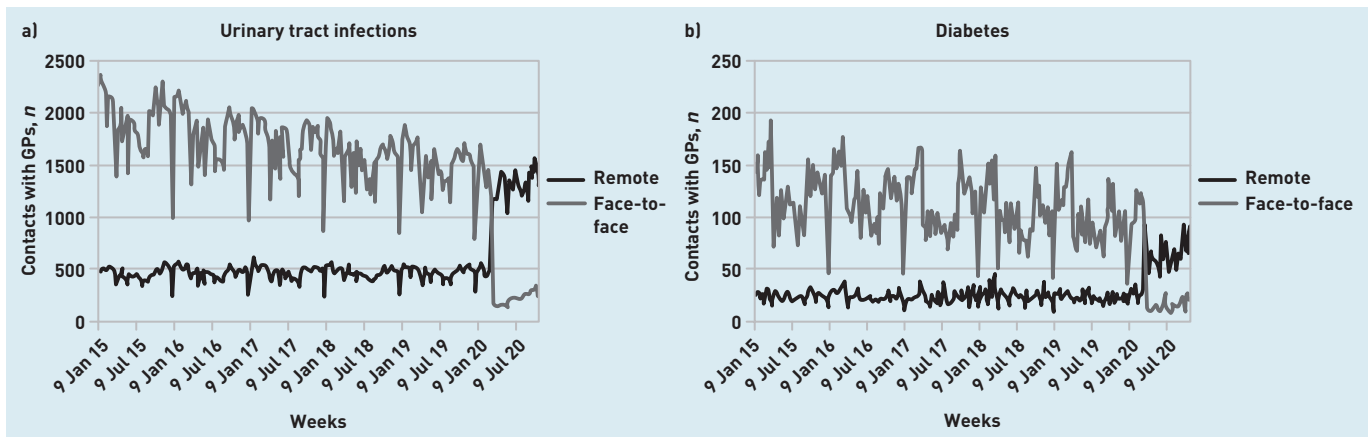 a)
Urinary tract infections
Contacts with GPs, n
2500
2000
1500
1000
500
0
9 Jan 15
9 Jul 15
9 Jan 16
9 Jul 16
9 Jan 17
9 Jul 17
9 Jan 18
9 Jul 18
9 Jan 19
9 Jul 19
9 Jan 20
9 Jul 20
Weeks
Remote
Face-to-
face
b)
Diabetes
Contacts with GPs, n
250
200
150
100
50
0
9 Jan 15
9 Jul 15
9 Jan 16
9 Jul 16
9 Jan 17
9 Jul 17
9 Jan 18
9 Jul 18
9 Jan 19
9 Jul 19
9 Jan 20
9 Jul 20
Weeks
Remote
Face-to-face